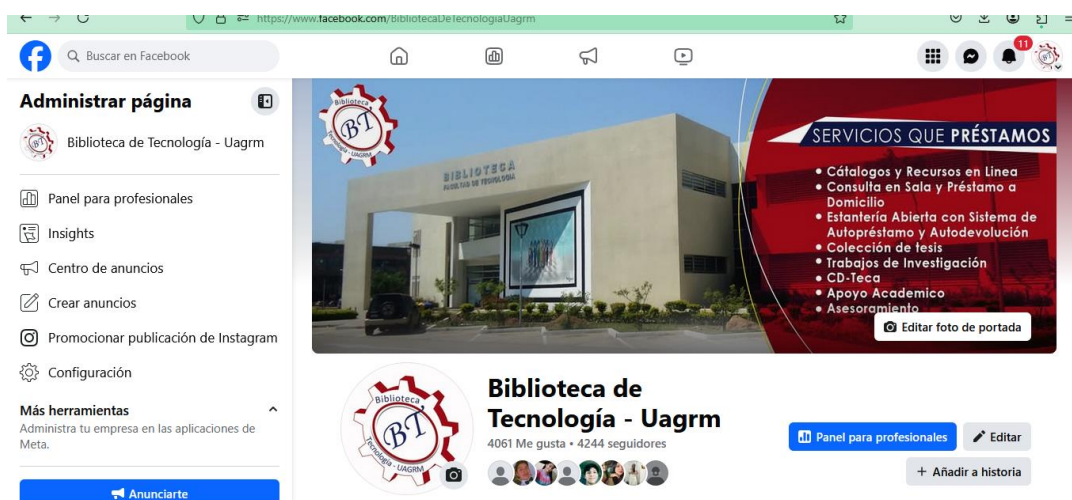 https://www.facebook.com/BibliotecaDeTecnologiaUagrm
Buscar en Facebook
11
Administrar página
Biblioteca de Tecnología - Uagrm
Panel para profesionales
Insights
Centro de anuncios
Crear anuncios
Promocionar publicación de Instagram
Configuración
Más herramientas
Administra tu empresa en las aplicaciones de
Meta.
Anunciarte
Biblioteca
BT
Tecnología - UAGRM
BIBLIOTECA
FACULTAD DE TECNOLOGIA
SERVICIOS QUE PRÉSTAMOS
• Cátalogos y Recursos en Linea
• Consulta en Sala y Préstamo a
Domicilio
• Estantería Abierta con Sistema de
Autopréstamo y Autodevolución
• Colección de tesis
• Trabajos de Investigación
• CD-Teca
• Apoyo Academico
• Asesoramiento
Editar foto de portada
Biblioteca
BT
Tecnología - UAGRM
Biblioteca de
Tecnología - Uagrm
4061 Me gusta • 4244 seguidores
Panel para profesionales
Editar
+ Añadir a historia